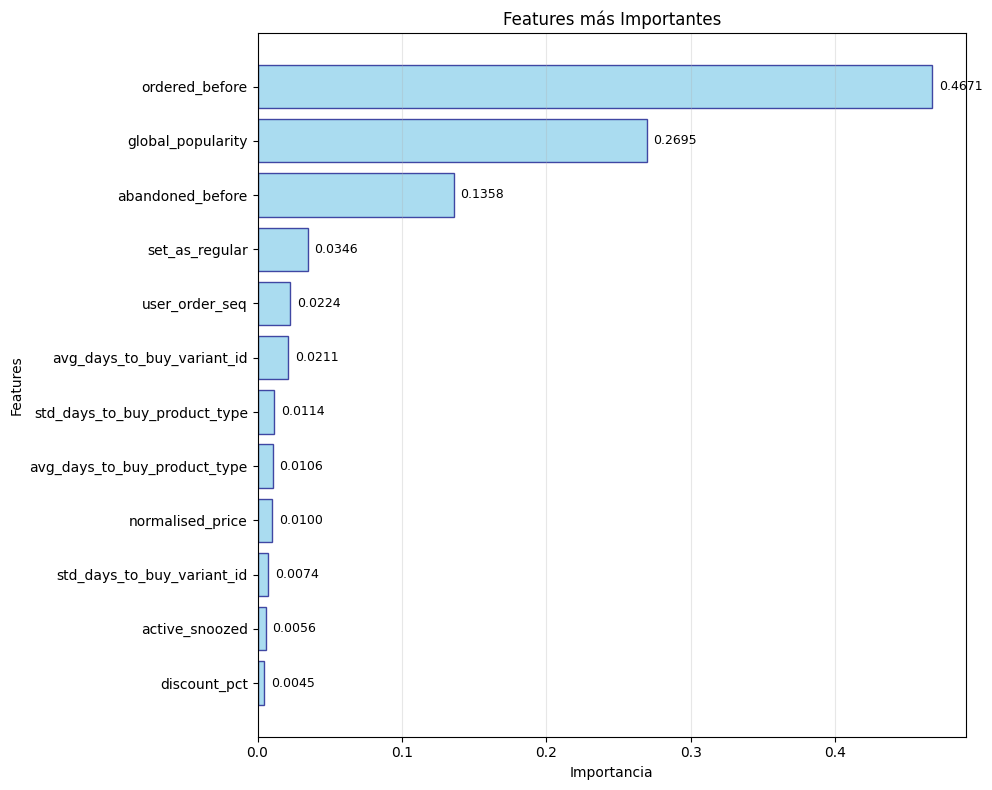 Features más Importantes
Features
ordered_before 0.4671
global_popularity 0.2695
abandoned_before 0.1358
set_as_regular 0.0346
user_order_seq 0.0224
avg_days_to_buy_variant_id 0.0211
std_days_to_buy_product_type 0.0114
avg_days_to_buy_product_type 0.0106
normalised_price 0.0100
std_days_to_buy_variant_id 0.0074
active_snoozed 0.0056
discount_pct 0.0045
0.0 0.1 0.2 0.3 0.4
Importancia